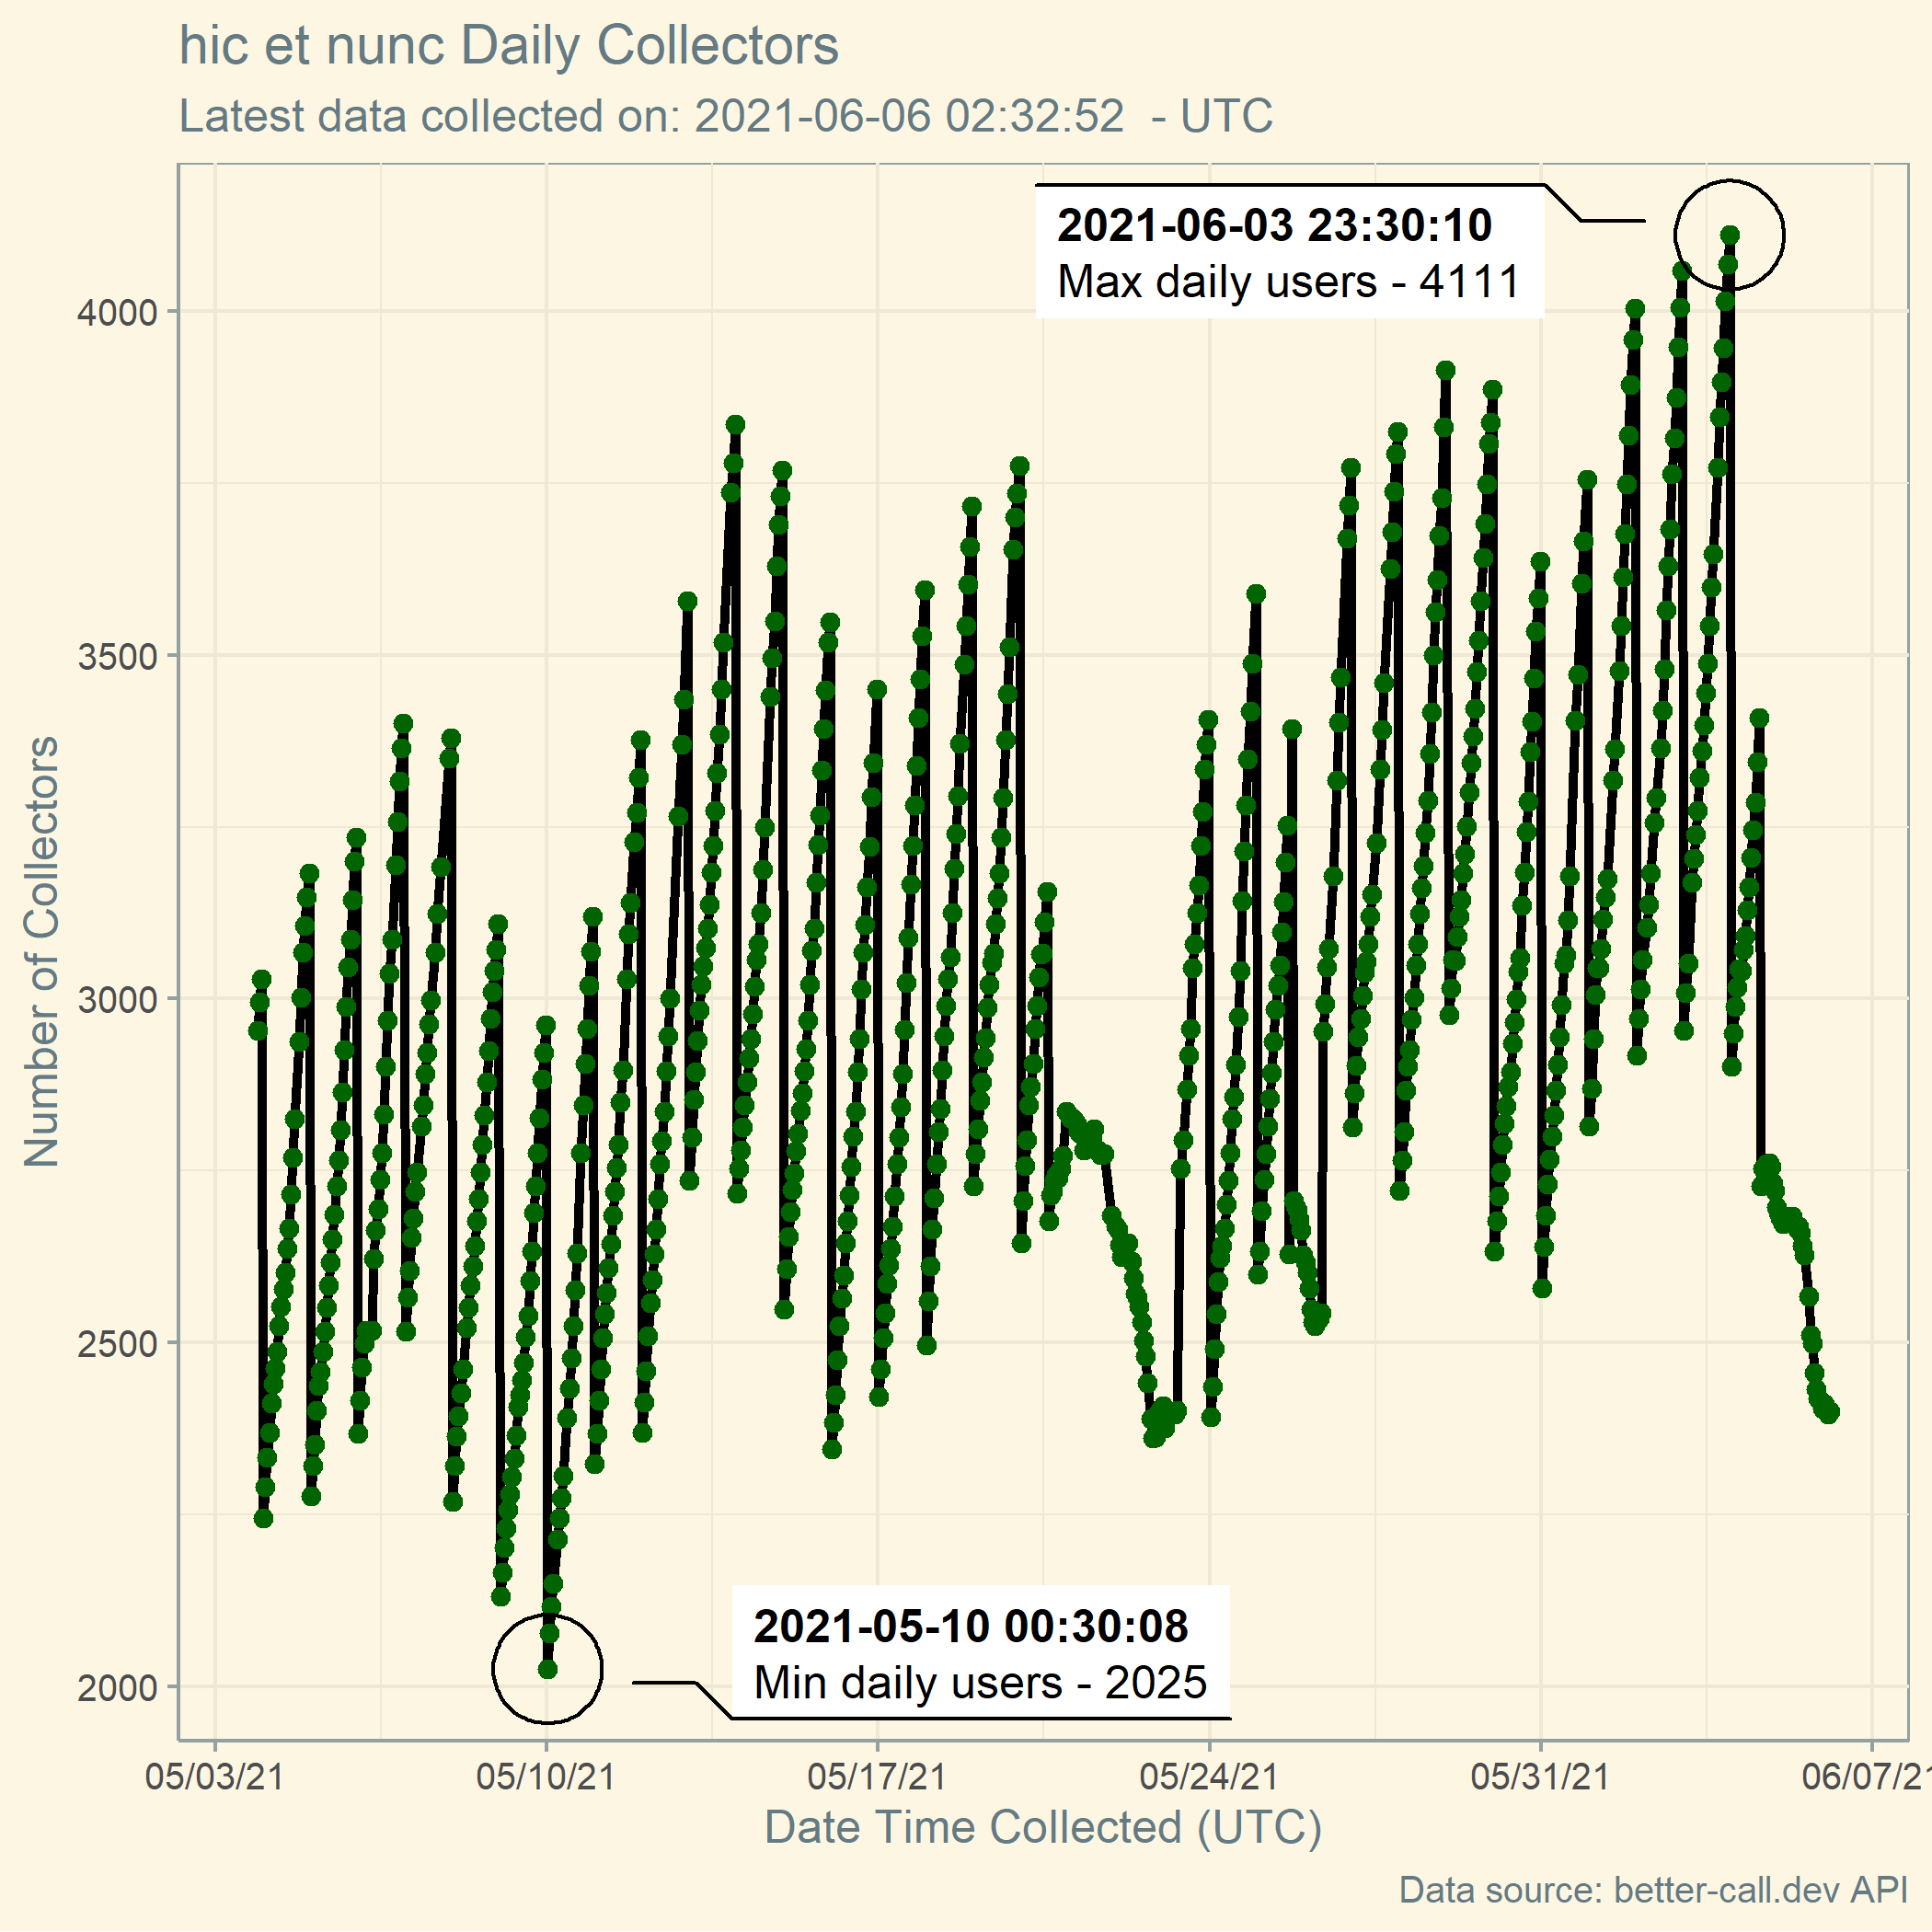 hic et nunc Daily Collectors
Latest data collected on: 2021-06-06 02:32:52  - UTC
2021-06-03 23:30:10
Max daily users - 4111
4000
3500
3000
2500
2000
Number of Collectors
2021-05-10 00:30:08
Min daily users - 2025
05/03/21 05/10/21 05/17/21 05/24/21 05/31/21 06/07/21
Date Time Collected (UTC)
Data source: better-call.dev API